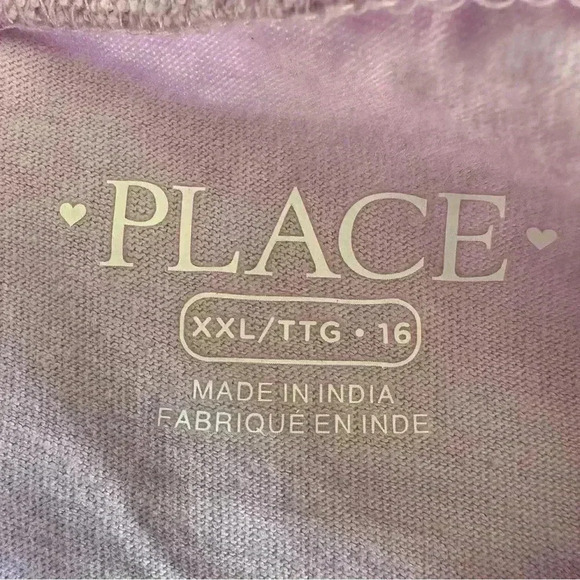 PLACE
XXL/TTG • 16
MADE IN INDIA
FABRIQUÉ EN INDE